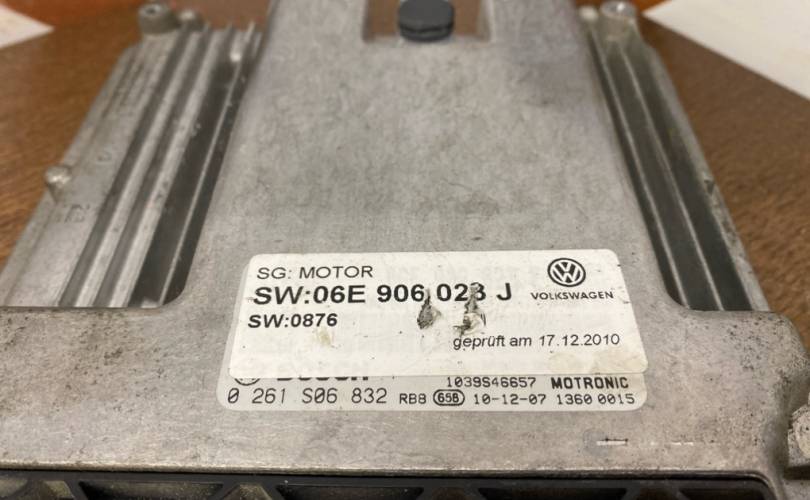 SG: MOTOR
SW:06E 906 023 J
VOLKSWAGEN
SW:0876
geprüft am 17.12.2010
1039S46657 MOTRONIC
0 261 S06 832 RB8 65B 10-12-07 1360 0015